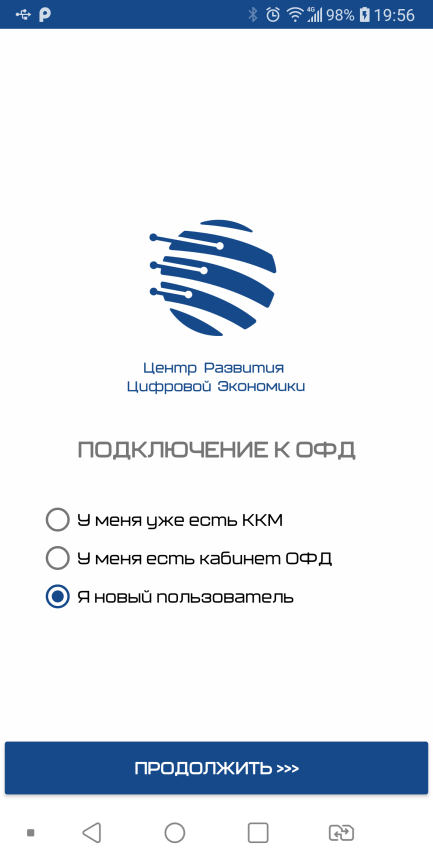 4G 98% 19:56
Центр Развития
Цифровой Экономики
ПОДКЛЮЧЕНИЕ К ОФД
У меня уже есть ККМ
У меня есть кабинет ОФД
Я новый пользователь
ПРОДОЛЖИТЬ >>>